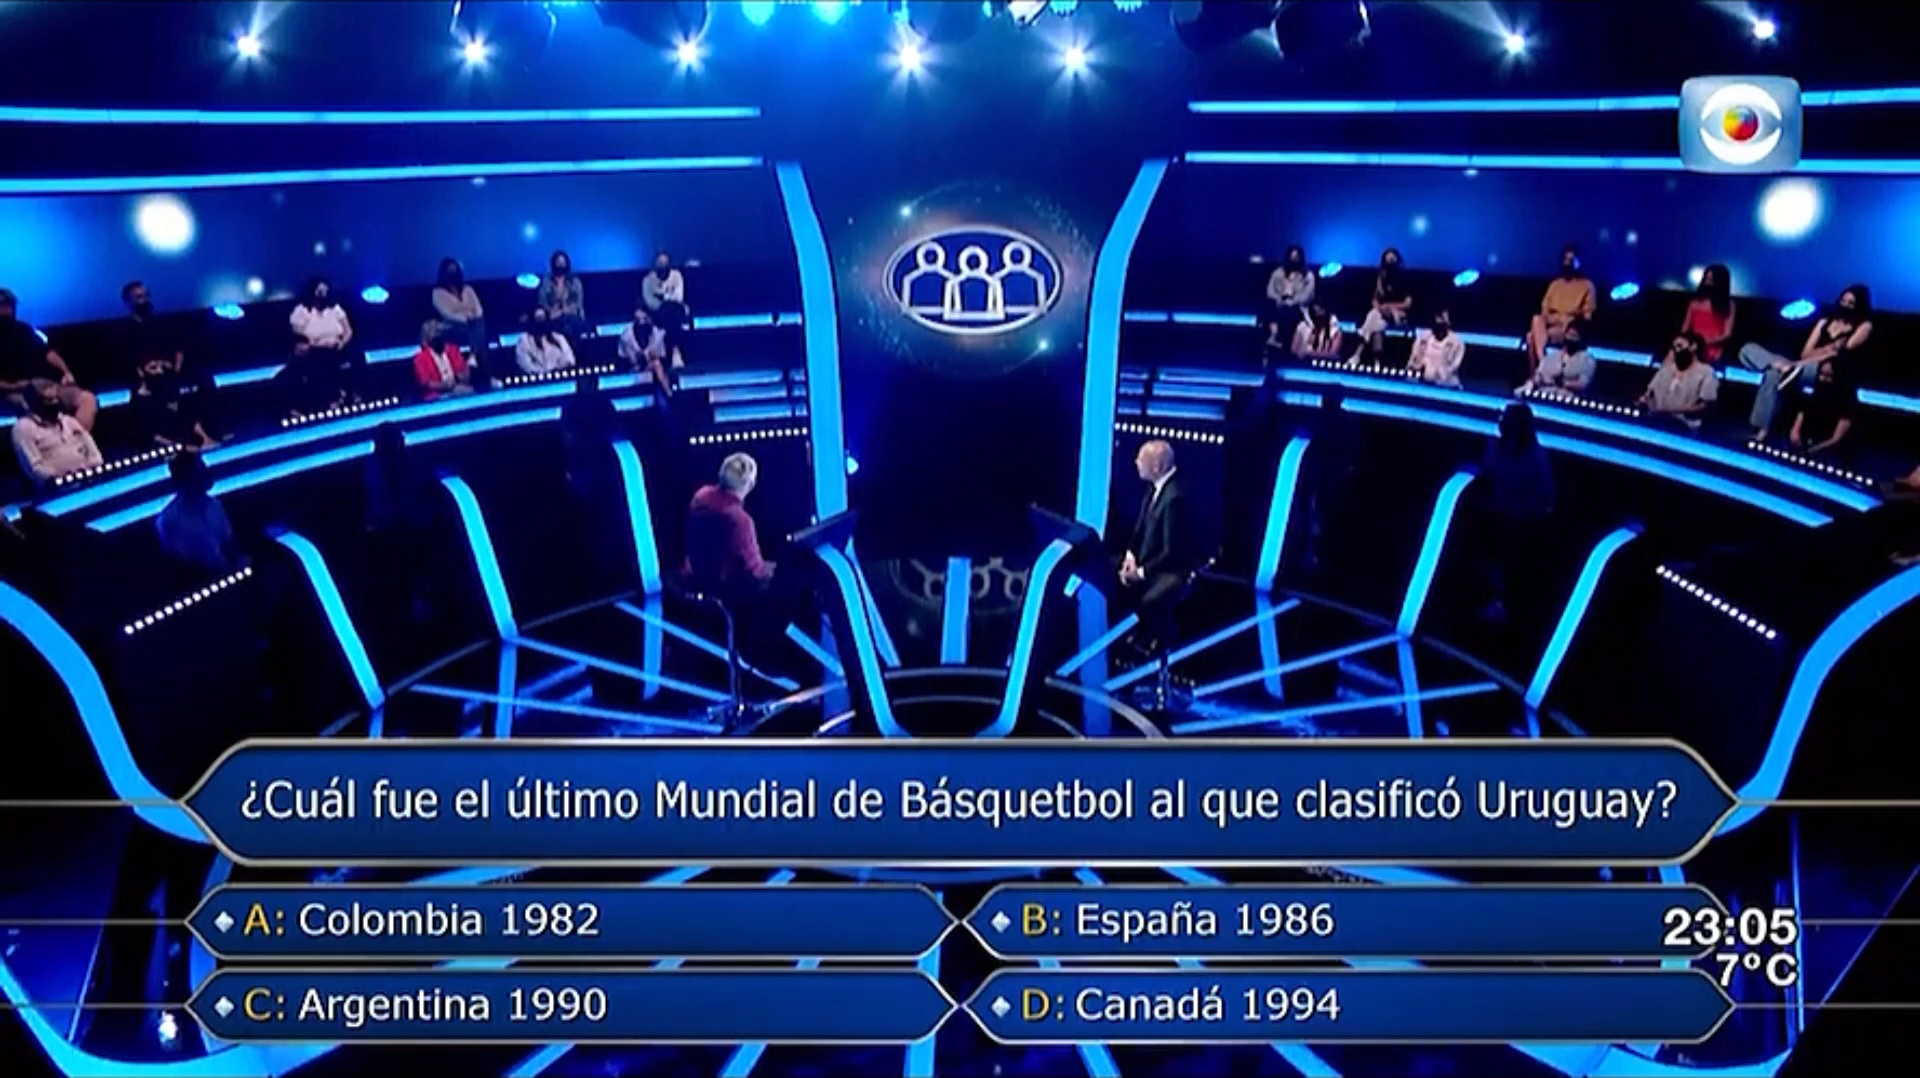 ¿Cuál fue el último Mundial de Básquetbol al que clasificó Uruguay?
A: Colombia 1982
B: España 1986
23:05
7°C
C: Argentina 1990
D: Canadá 1994